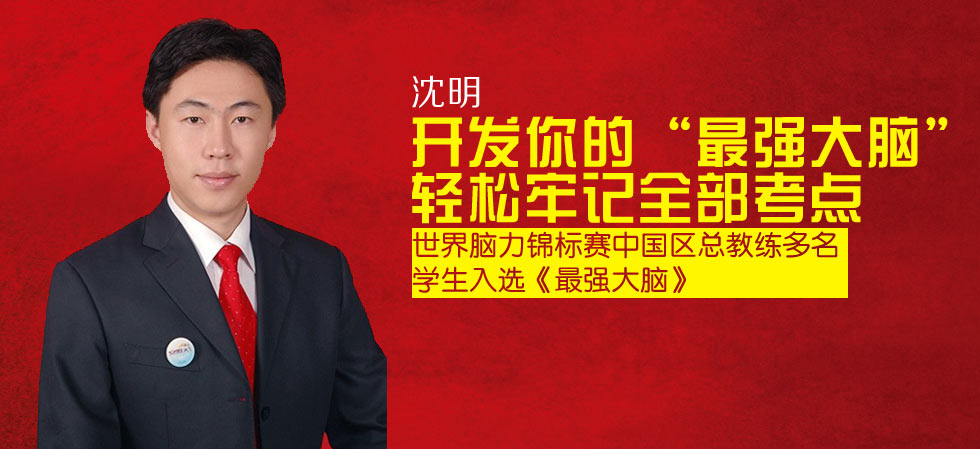 沈明
开发你的“最强大脑”
轻松牢记全部考点
世界脑力锦标赛中国区总教练多名
学生入选《最强大脑》